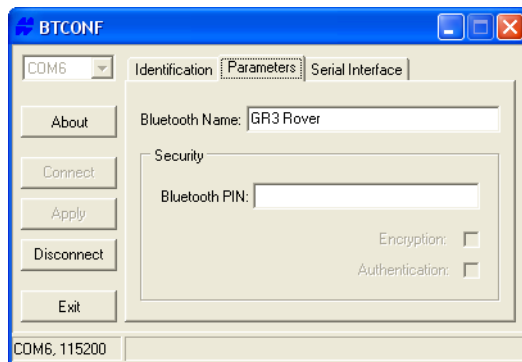 BTCONF
COM6
Identification Parameters Serial Interface
About
Bluetooth Name: GR3 Rover
Security
Connect
Bluetooth PIN:
Apply
Encryption:
Disconnect
Authentication:
Exit
COM6, 115200